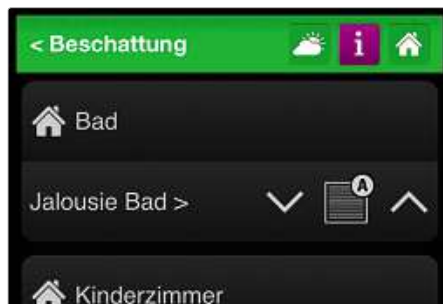 < Beschattung
i
Bad
Jalousie Bad >
A
Kinderzimmer